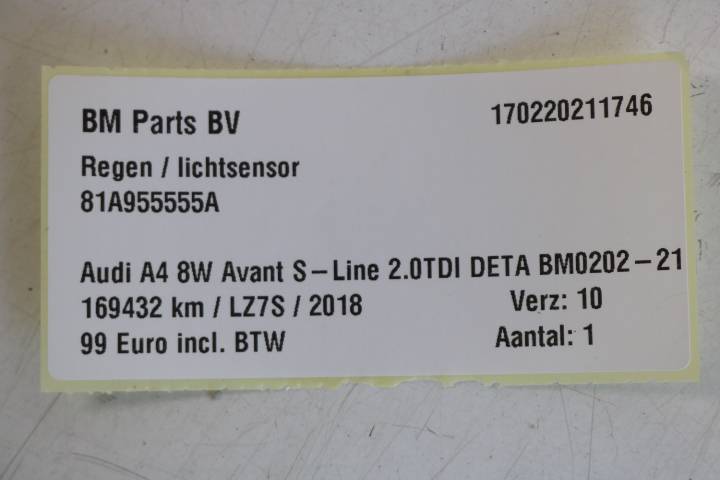 BM Parts BV 170220211746
Regen / lichtsensor
81A955555A
Audi A4 8W Avant S-Line 2.0TDI DETA BM0202-21
169432 km / LZ7S / 2018 Verz: 10
99 Euro incl. BTW Aantal: 1